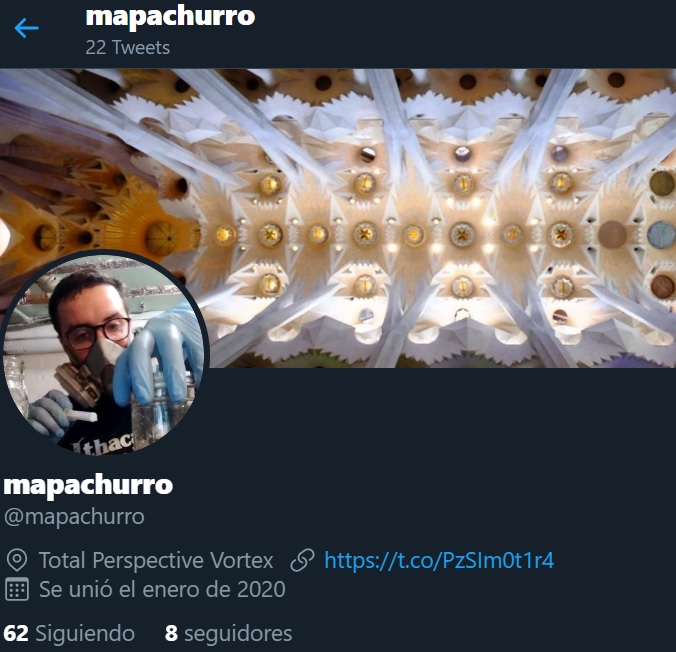 mapachurro
22 Tweets
Ithaca
mapachurro
@mapachurro
Total Perspective Vortex https://t.co/PzSIm0t1r4
Se unió el enero de 2020
62 Siguiendo 8 seguidores